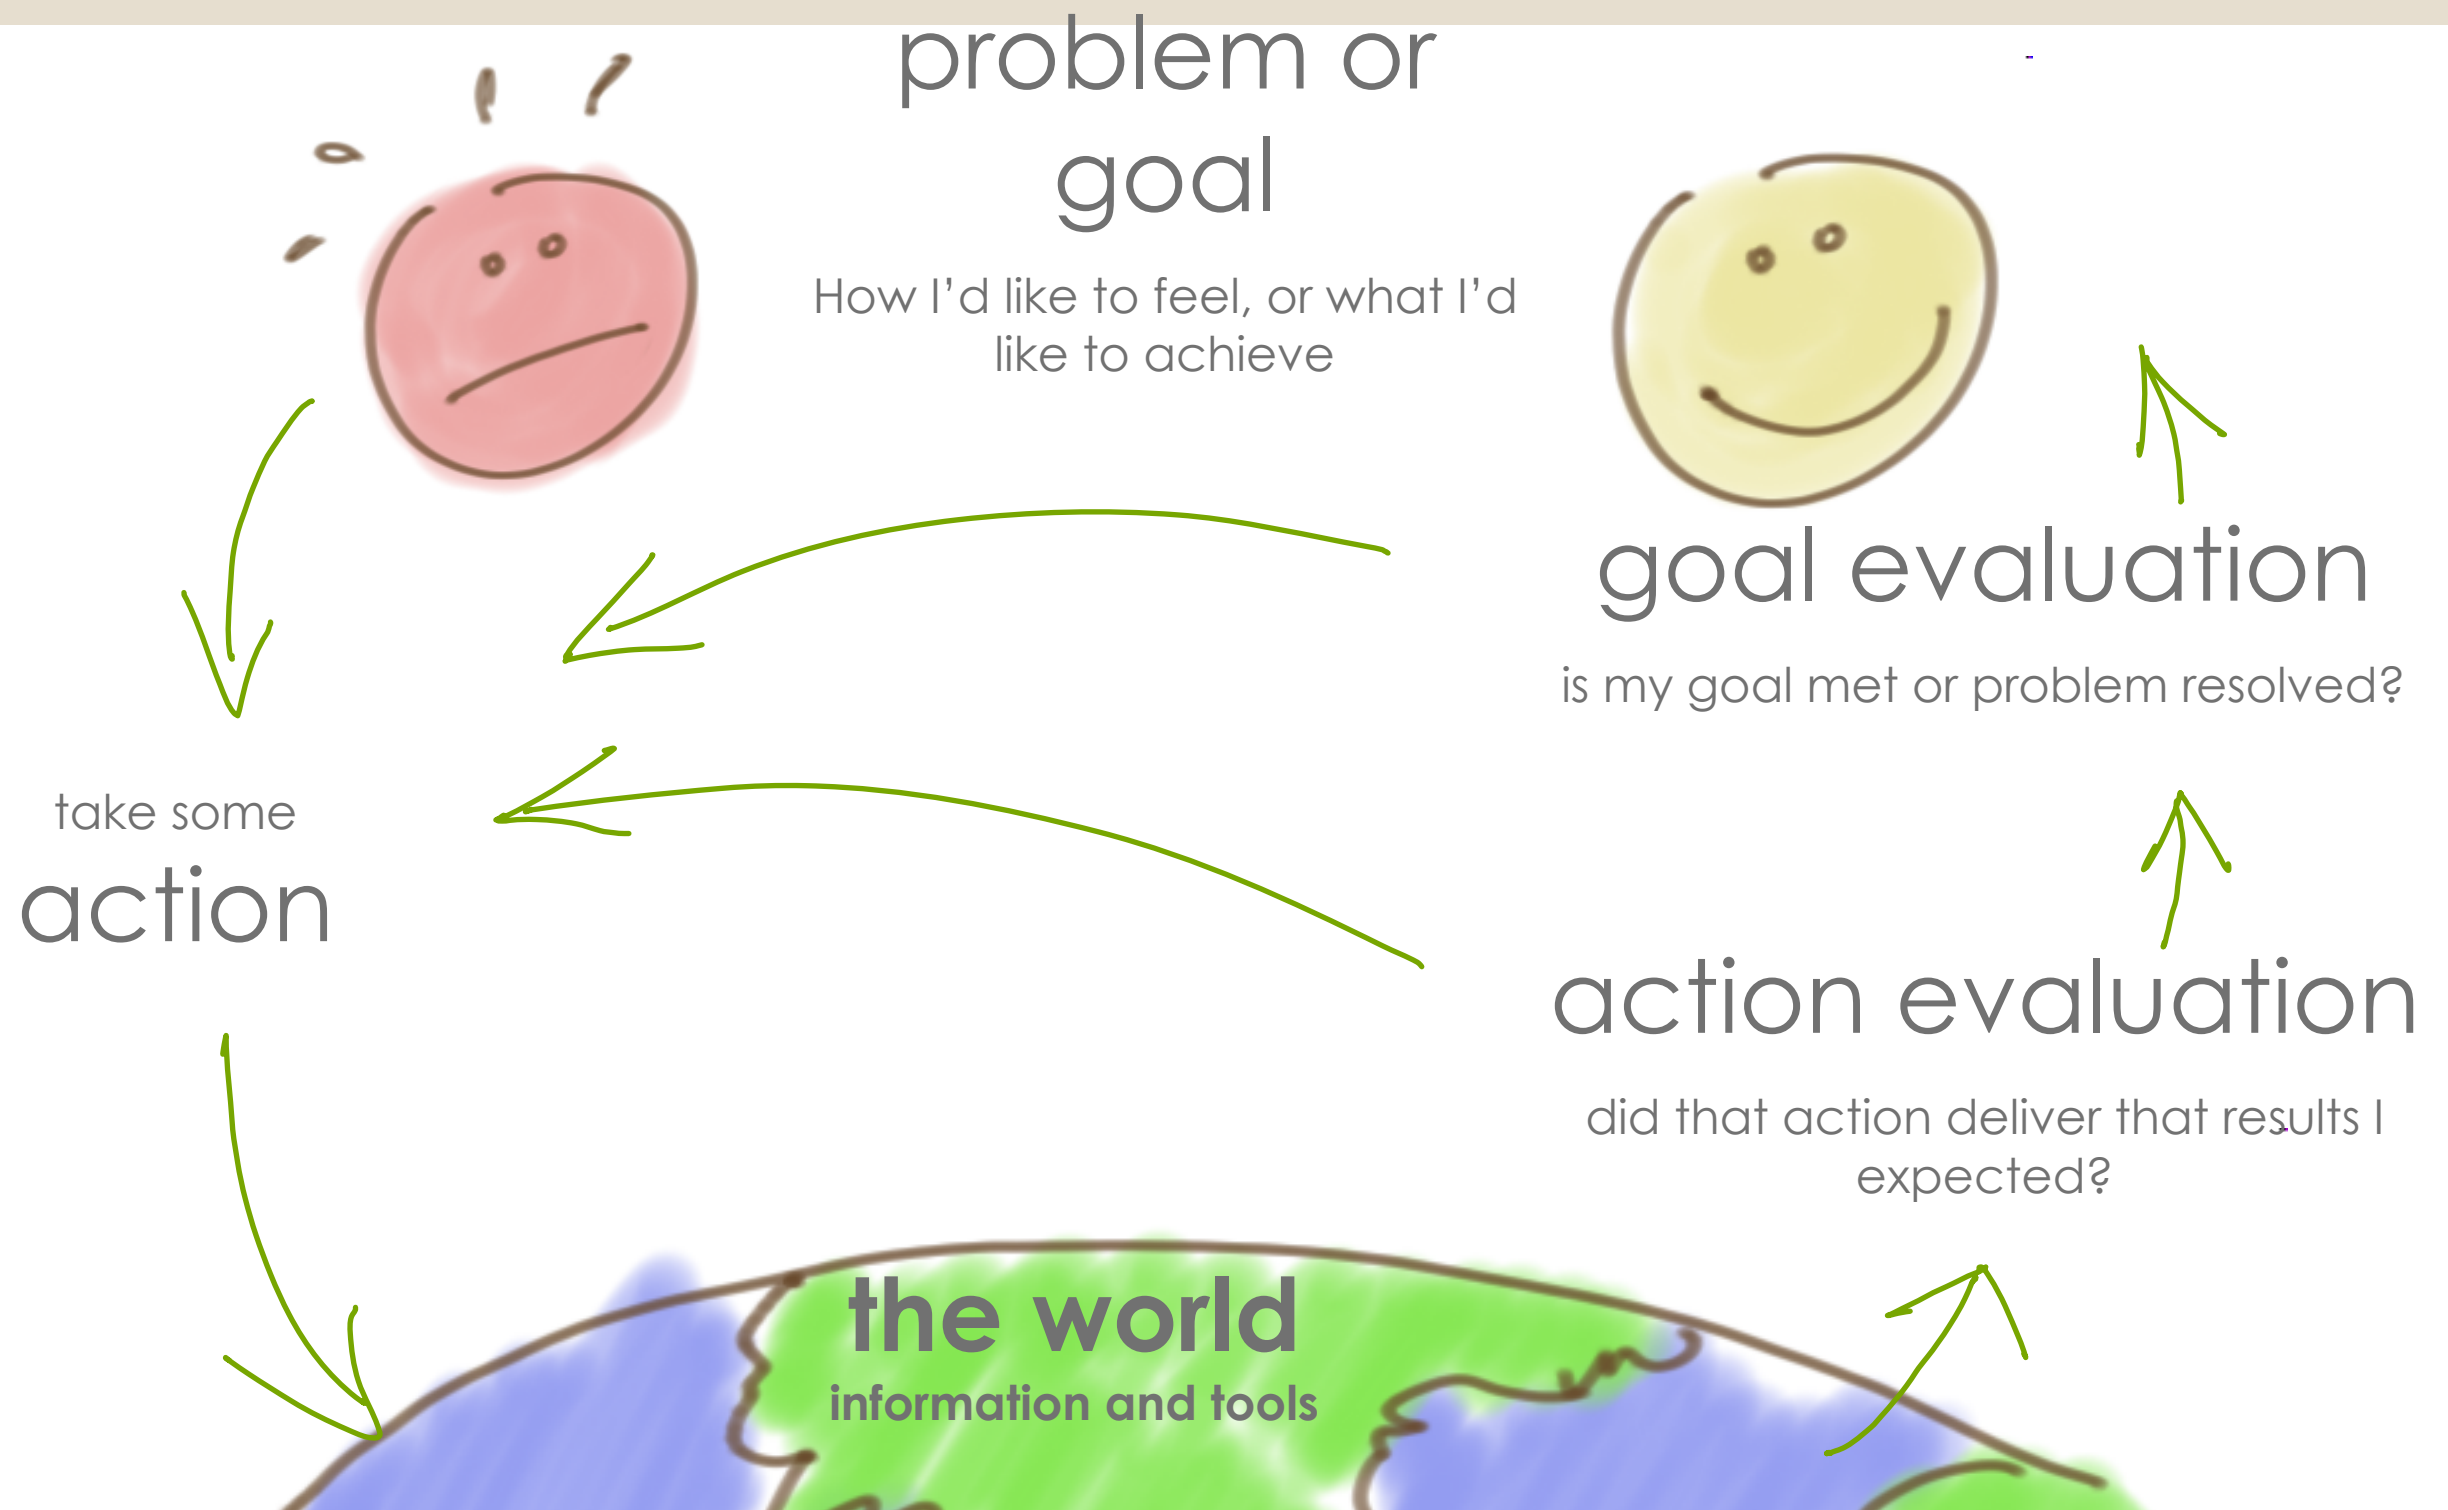 problem or
goal
How I’d like to feel, or what I’d
like to achieve
goal evaluation
is my goal met or problem resolved?
take some
action
action evaluation
did that action deliver that results I
expected?
the world
information and tools